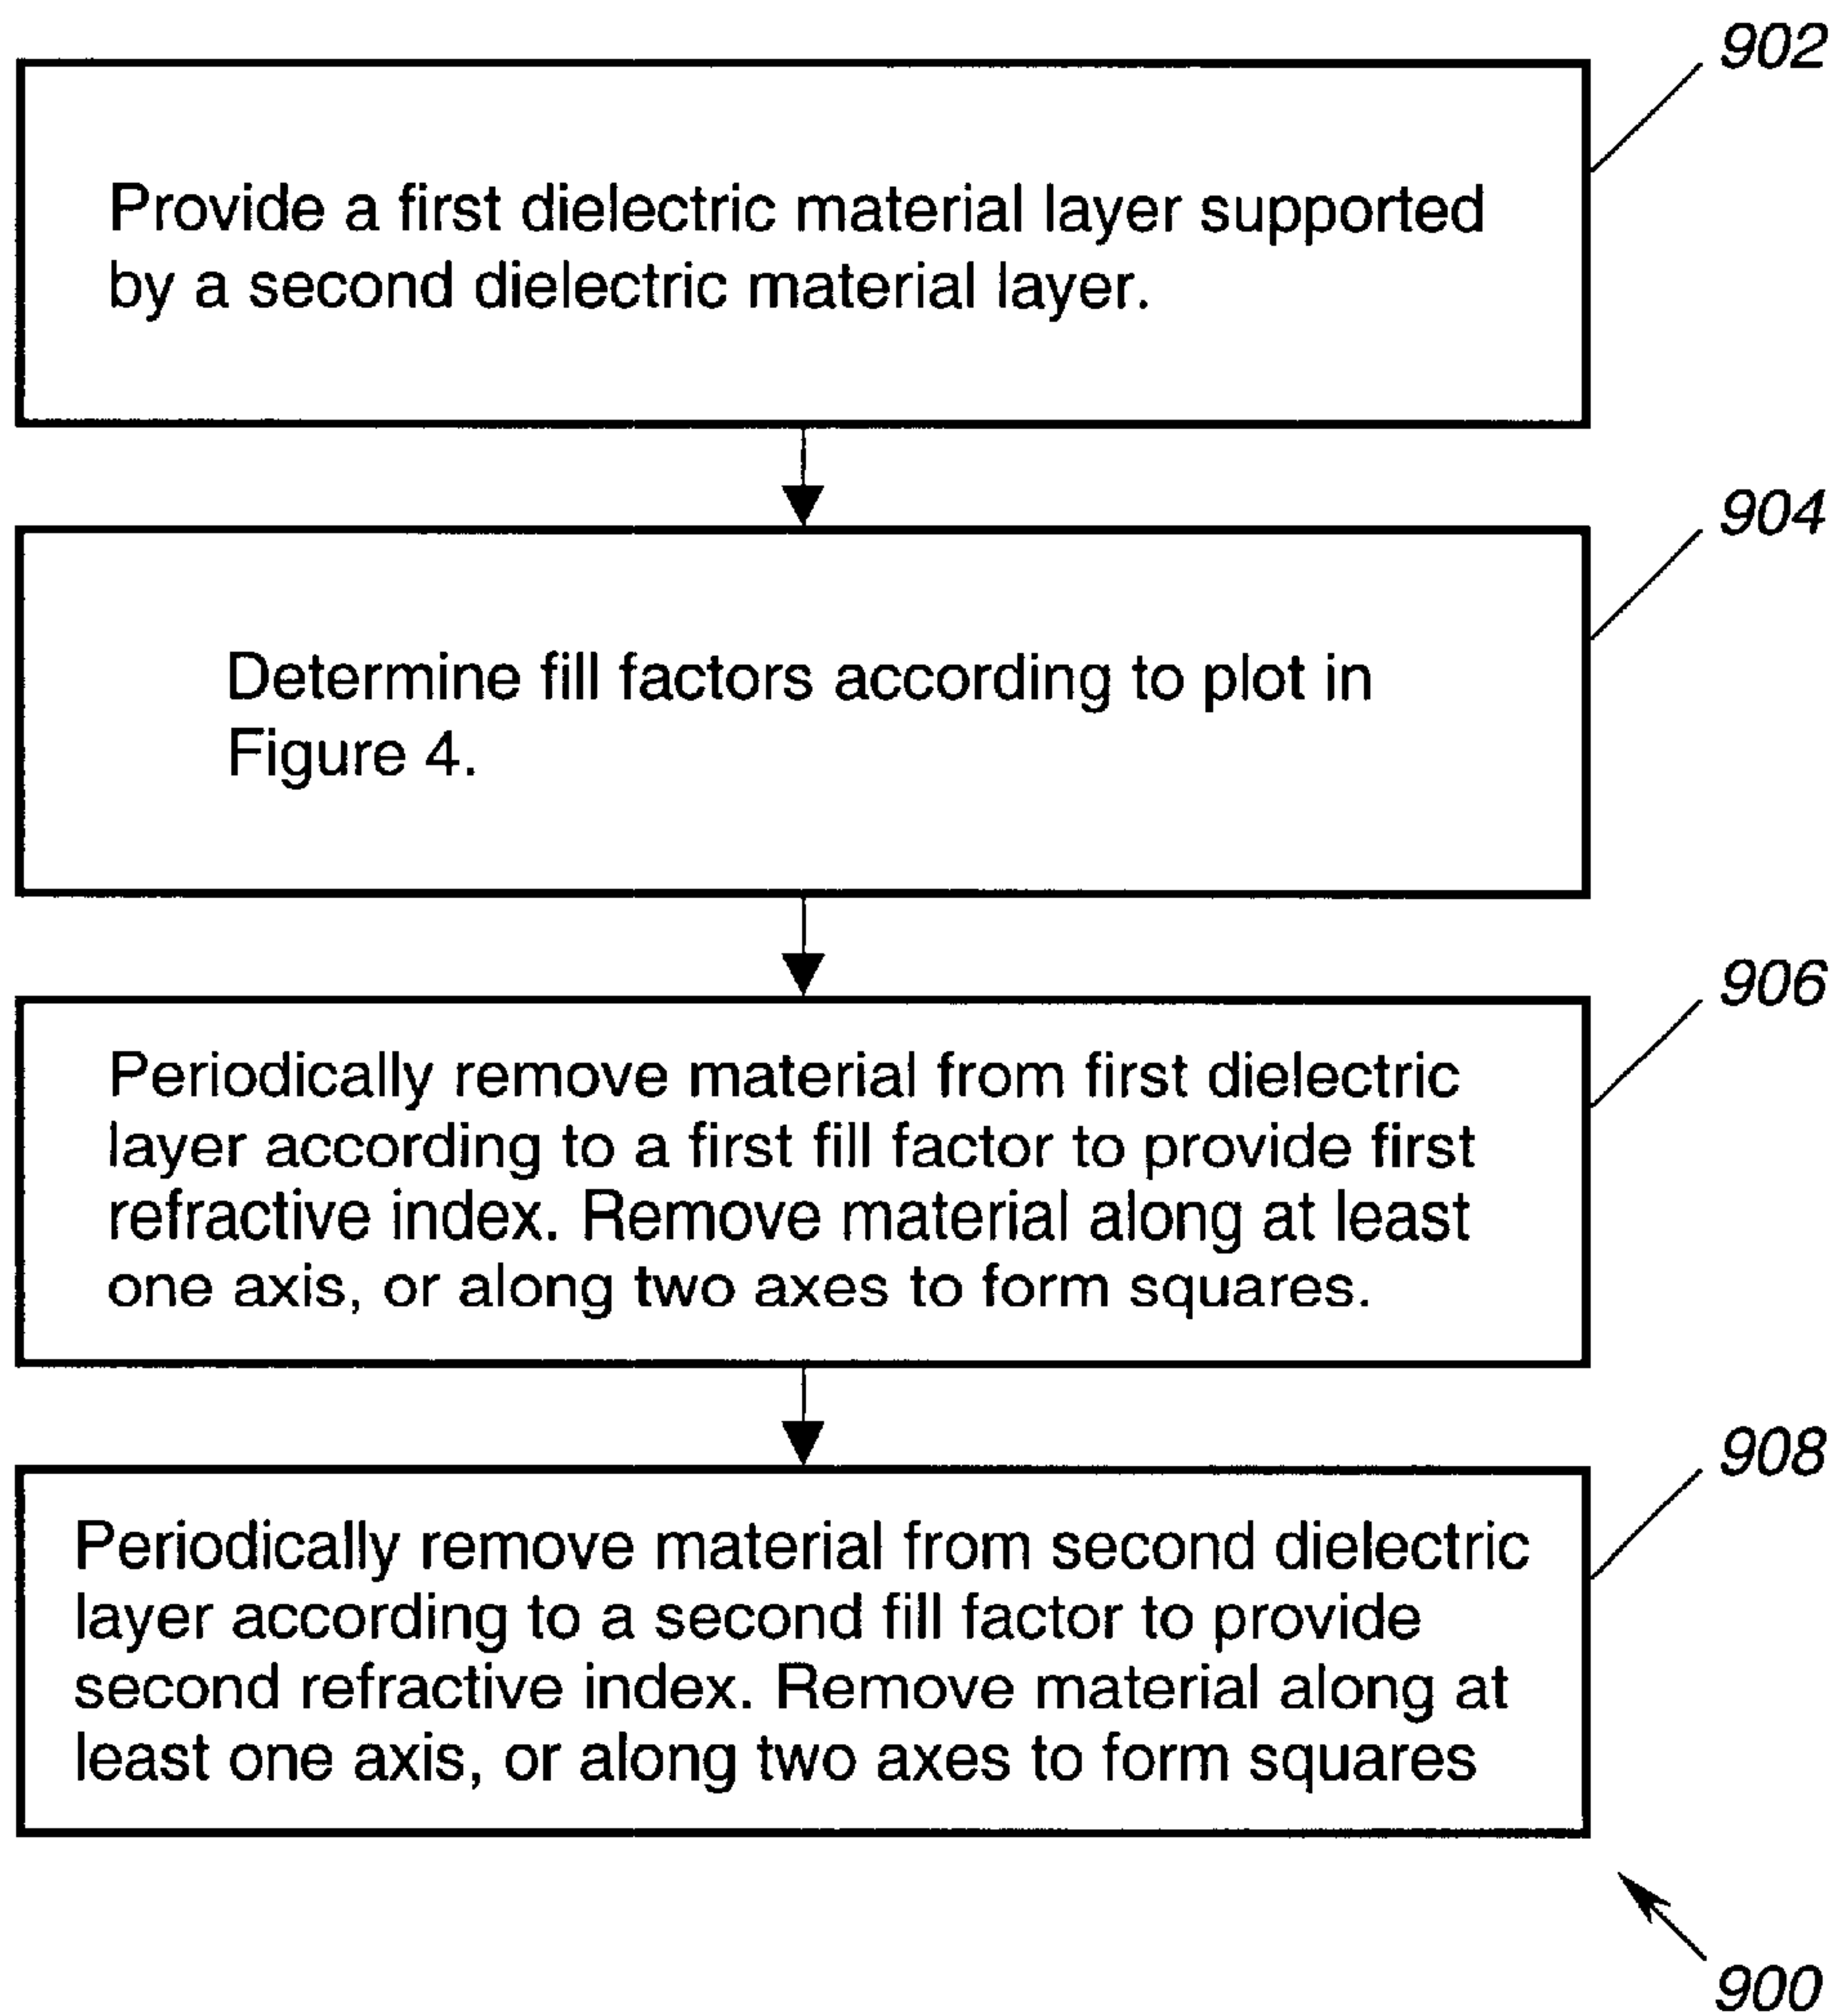 902
Provide a first dielectric material layer supported
by a second dielectric material layer.
904
Determine fill factors according to plot in
Figure 4.
906
Periodically remove material from first dielectric
layer according to a first fill factor to provide first
refractive index. Remove material along at least
one axis, or along two axes to form squares.
908
Periodically remove material from second dielectric
layer according to a second fill factor to provide
second refractive index. Remove material along at
least one axis, or along two axes to form squares
900